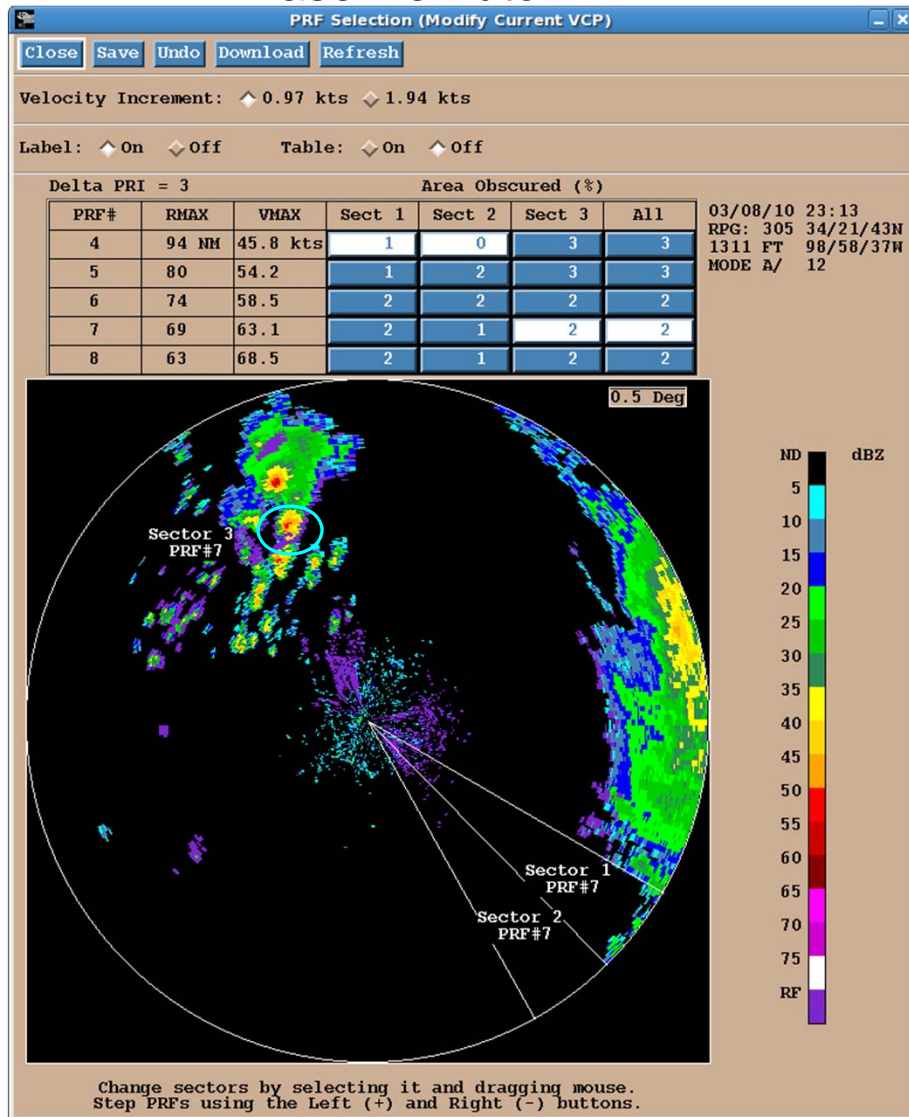 PRF Selection (Modify Current VCP)
Close Save Undo Download Refresh
Velocity Increment: 0.97 kts 1.94 kts
Label: On Off Table: On Off
Delta PRI = 3 Area Obscured (%)
PRF# RMAX VMAX Sect 1 Sect 2 Sect 3 All
4 94 NM 45.8 kts 1 0 3 3
5 80 54.2 1 2 3 3
6 74 58.5 2 2 2 2
7 69 63.1 2 1 2 2
8 63 68.5 2 1 2 2
03/08/10 23:13
RPG: 305 34/21/43N
1311 FT 98/58/37W
MODE A/ 12
0.5 Deg
Sector 3
PRF#7
Sector 1
PRF#7
Sector 2
PRF#7
ND dBZ
5
10
15
20
25
30
35
40
45
50
55
60
65
70
75
RF
Change sectors by selecting it and dragging mouse.
Step PRFs using the Left (+) and Right (-) buttons.